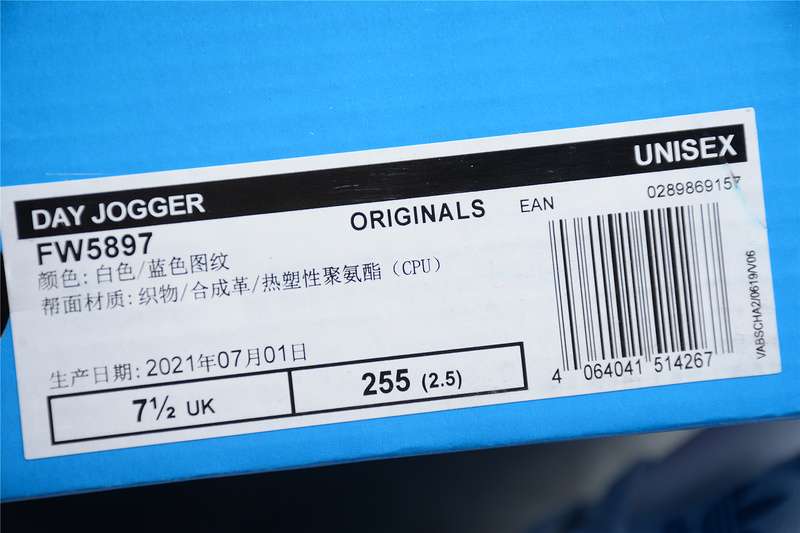 UNISEX
DAY JOGGER
ORIGINALS
EAN
0289869157
FW5897
颜色: 白色/蓝色图纹
帮面材质: 织物/合成革/热塑性聚氨酯 (CPU)
生产日期: 2021年07月01日
7½ UK
255 (2.5)
4 064041 514267
VABSCHA2/0619/V06